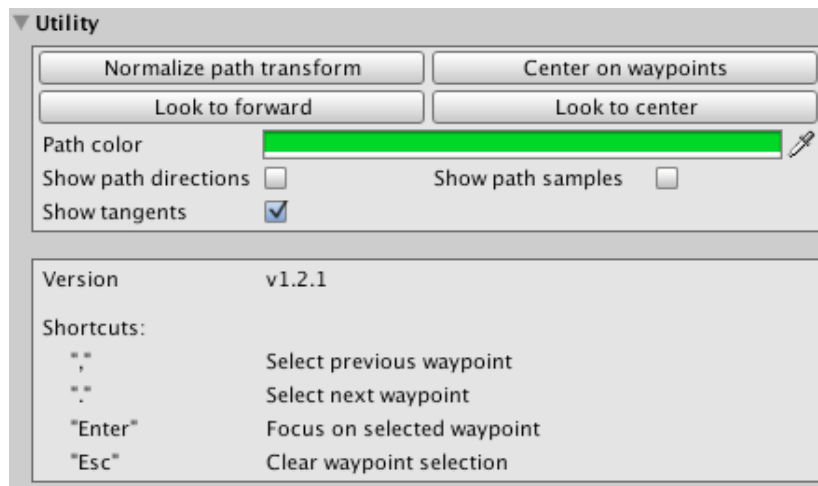 Utility
Normalize path transform Center on waypoints
Look to forward Look to center
Path color
Show path directions Show path samples
Show tangents
Version v1.2.1
Shortcuts:
"," Select previous waypoint
"." Select next waypoint
"Enter" Focus on selected waypoint
"Esc" Clear waypoint selection